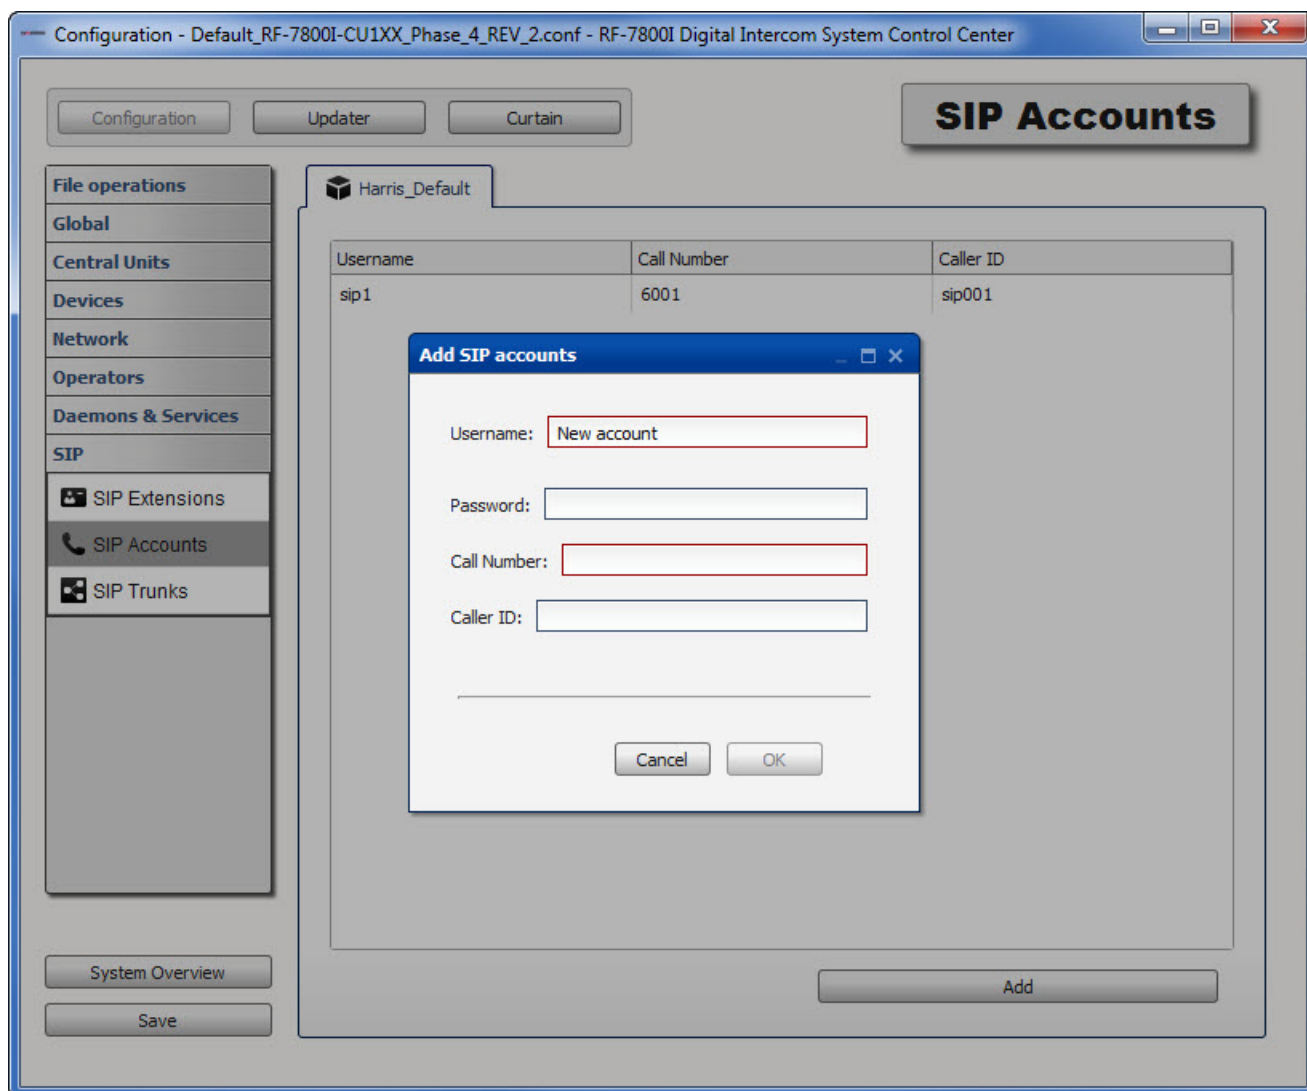 Configuration - Default_RF-7800I-CU1XX_Phase_4_REV_2.conf - RF-7800I Digital Intercom System Control Center
Configuration Updater Curtain
SIP Accounts
File operations
Global
Central Units
Devices
Network
Operators
Daemons & Services
SIP
SIP Extensions
SIP Accounts
SIP Trunks
System Overview
Save
Harris_Default
Username Call Number Caller ID
sip1 6001 sip001
Add SIP accounts
Username: New account
Password:
Call Number:
Caller ID:
Cancel OK
Add